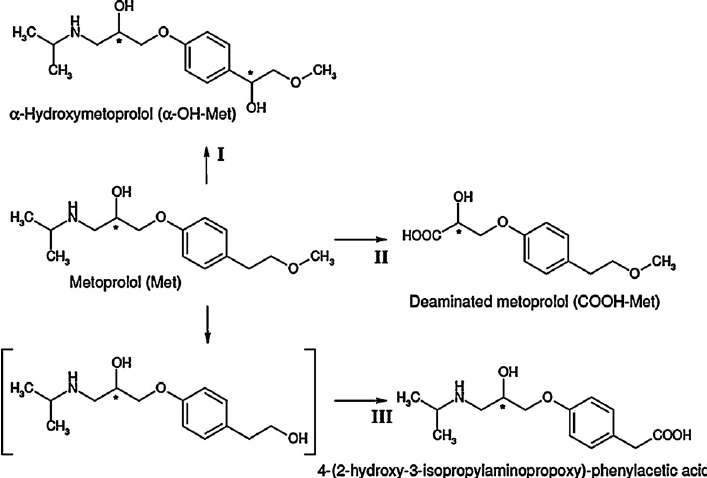 OH
H
N
H₃C
*
O
*
O
CH₃
CH₃
OH
α-Hydroxymetoprolol (α-OH-Met)
I
OH
H
N
H₃C
*
O
CH₃
O
CH₃
Metoprolol (Met)
II
OH
HOOC
*
O
O
CH₃
Deaminated metoprolol (COOH-Met)
OH
H
N
H₃C
*
O
CH₃
OH
III
OH
H
N
H₃C
*
O
CH₃
COOH
4-(2-hydroxy-3-isopropylaminopropoxy)-phenylacetic acid